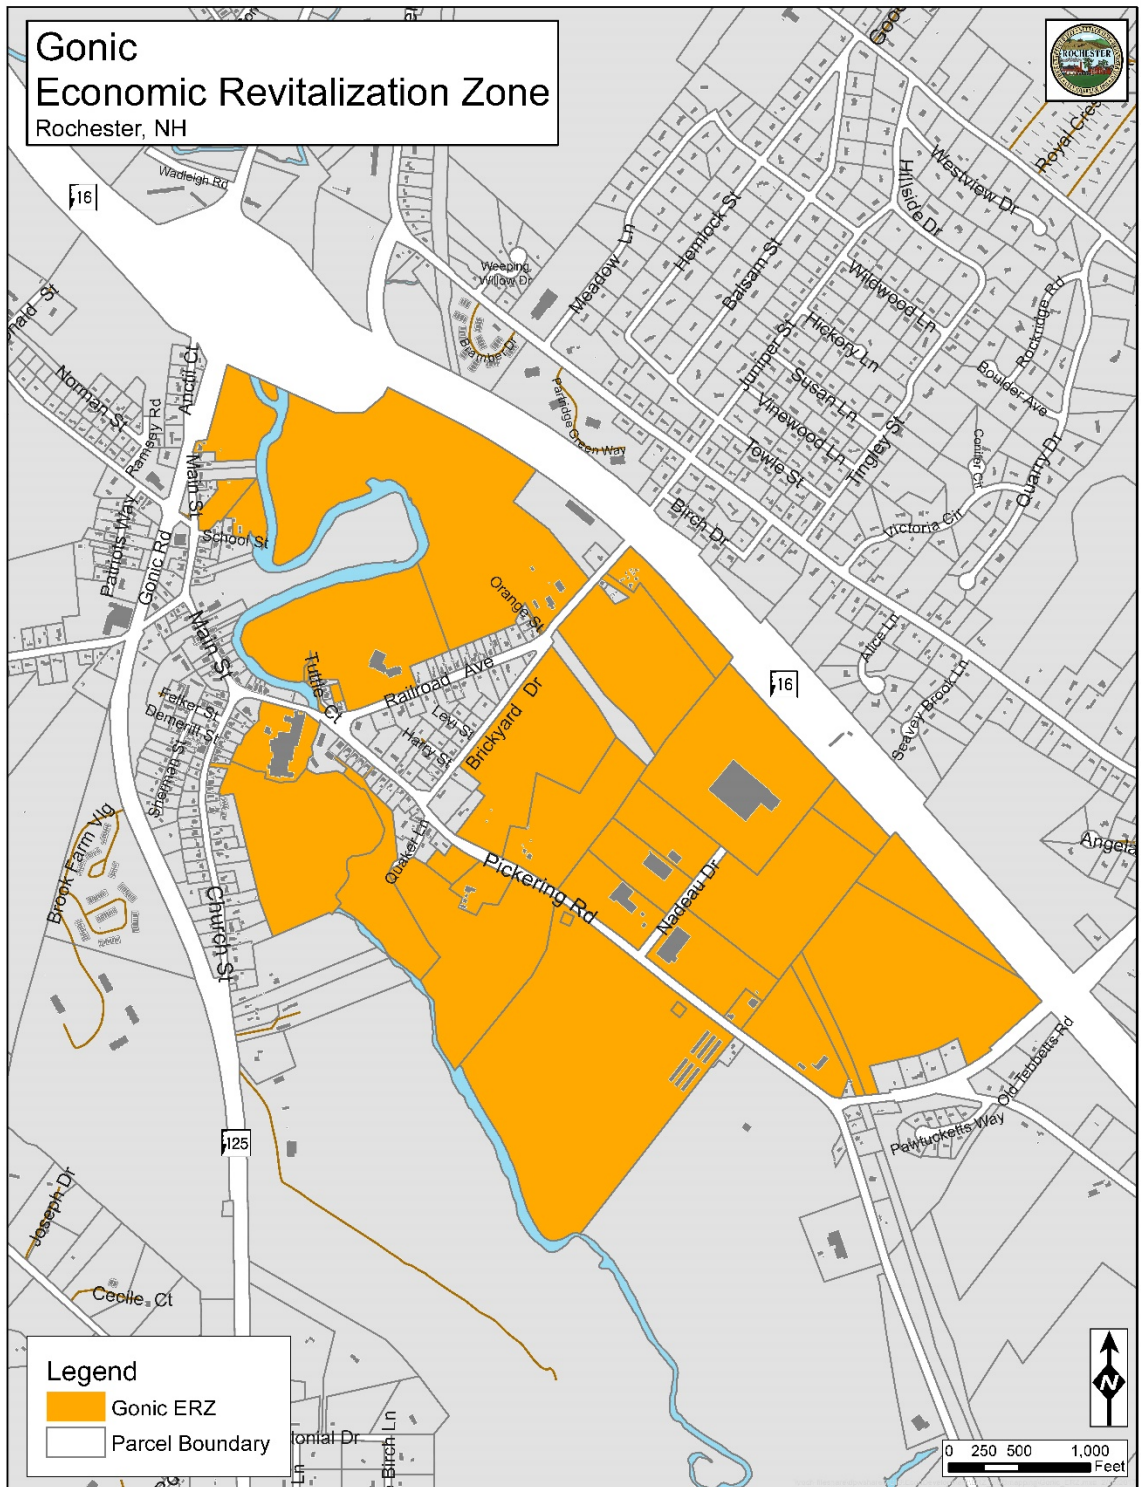 Gonic
Economic Revitalization Zone
Rochester, NH
ROCHESTER
16
Wadleigh Rd
Royal
Westview Dr
Hillside Dr
Hemlock St
Meadow Ln
Balsam St
Weeping
Willow Dr
Wildwood Ln
Rockridge Rd
Hickory Ln
Juniper St
Boulder Ave
Susan Ln
Vinewood Ln
Towle St
Tingley St
Conifer Cir
Quarry Dr
Victoria Cir
Birch Dr
Partridge Green Way
Norman St
Anctil Ct
Ramsey Rd
Main St
School St
Patriots Way
Gonic Rd
Main St
Orange St
Alice Ln
Seavey Brook Ln
16
Tuttle Ct
Railroad Ave
Levi St
Harry St
Brickyard Dr
Felker St
Demeritt St
Sherman St
Brook Farm Vlg
Quaker Ln
Pickering Rd
Nadeau Dr
Church St
Angela
Old Tebbetts Rd
Pawtucketts Way
125
Joseph Dr
Cecile Ct
Legend
Gonic ERZ
Parcel Boundary
lonial Dr
Birch Ln
Ln
N
0 250 500 1,000
Feet